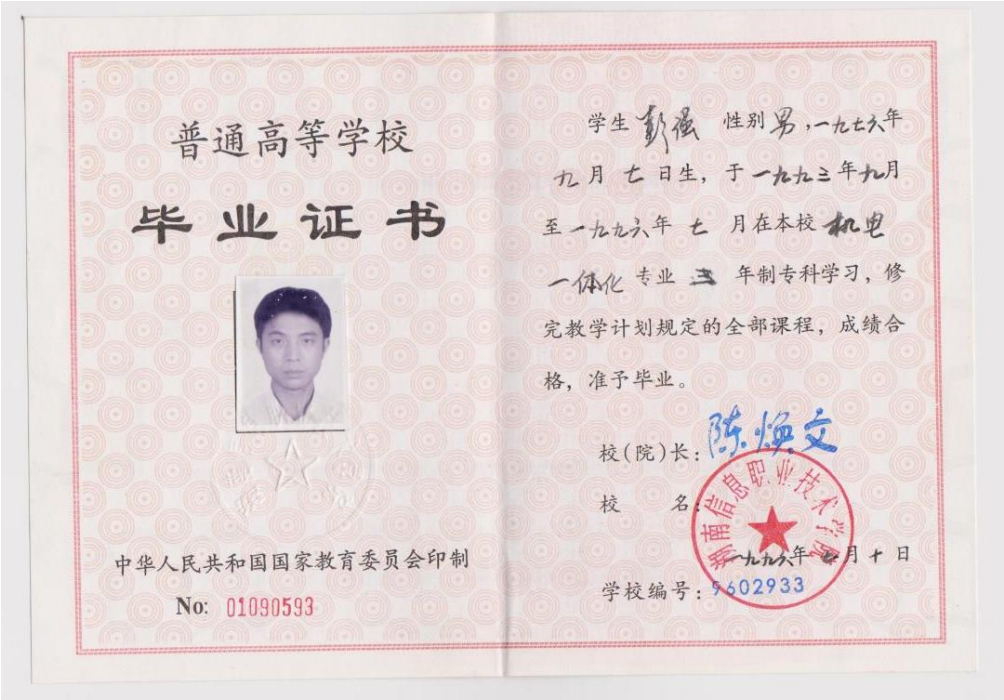 普通高等学校
毕业证书
中华人民共和国国家教育委员会印制
No: 01090593
学生 彭强 性别 男,一九七六年
九月七日生，于一九九三年九月
至一九九六年七月在本校机电
一体化专业三年制专科学习，修
完教学计划规定的全部课程，成绩合
格，准予毕业。
校(院)长：陈焕文
校名：
湖南信息职业技术学院
一九九六年七月十日
学校编号：9602933